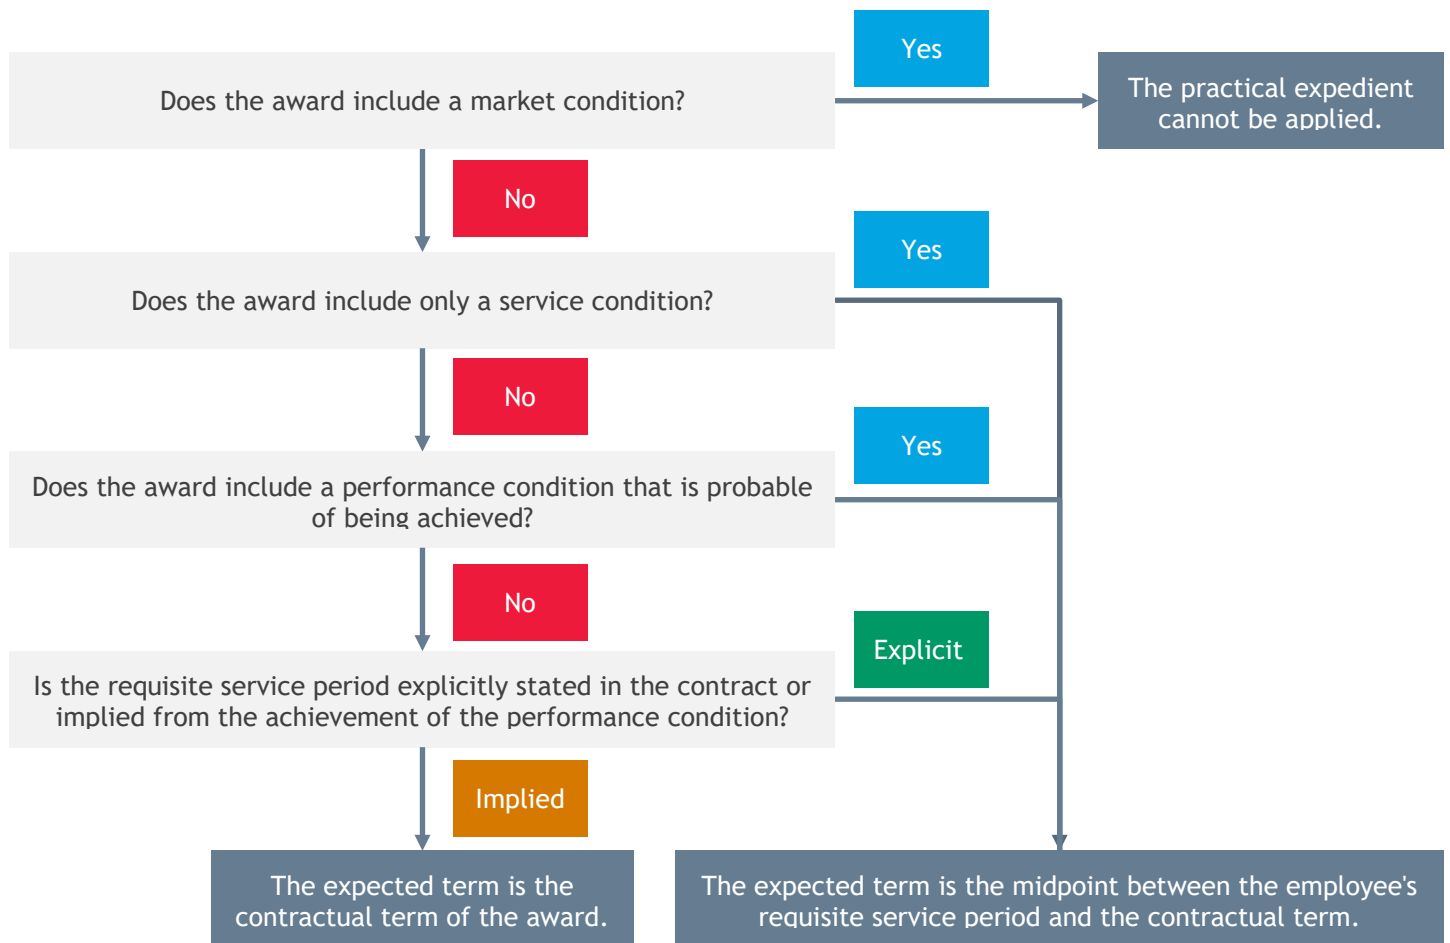 Yes
Does the award include a market condition?
The practical expedient
cannot be applied.
No
Yes
Does the award include only a service condition?
No
Yes
Does the award include a performance condition that is probable
of being achieved?
No
Explicit
Is the requisite service period explicitly stated in the contract or
implied from the achievement of the performance condition?
Implied
The expected term is the
contractual term of the award.
The expected term is the midpoint between the employee's
requisite service period and the contractual term.